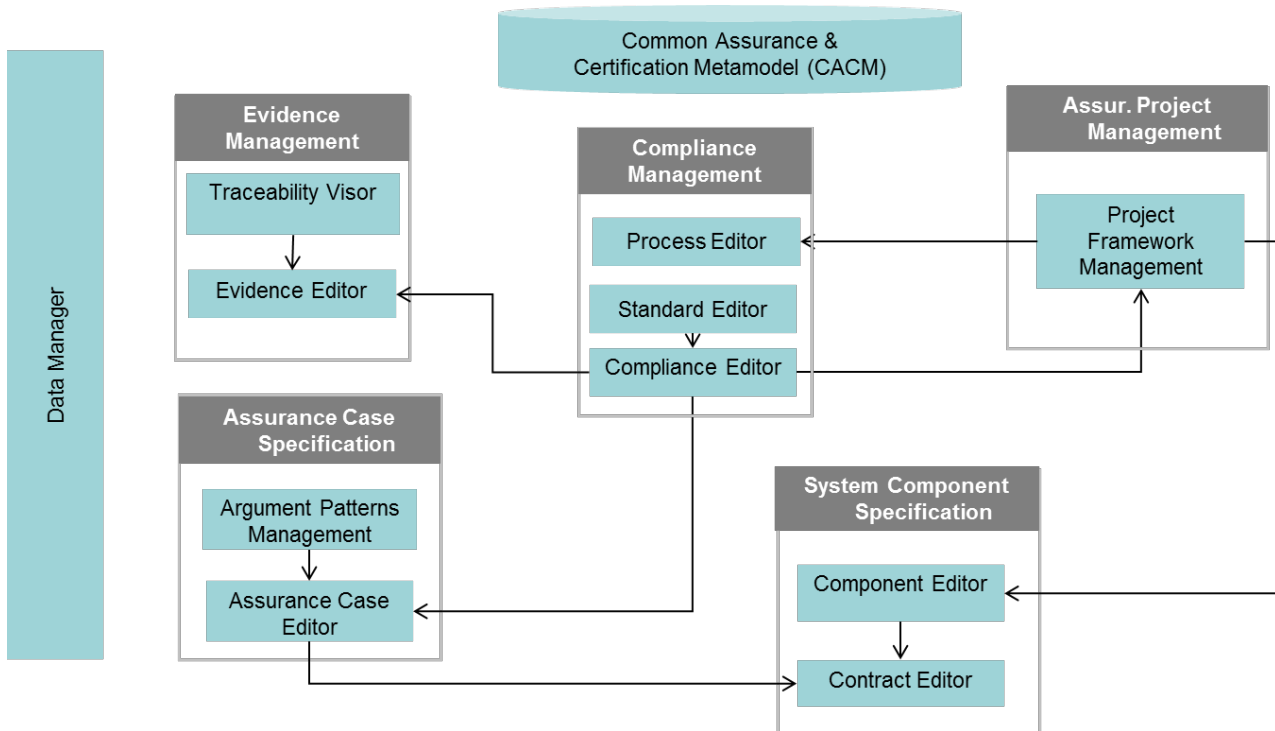 Common Assurance &
Certification Metamodel (CACM)
Data Manager
Evidence
Management
Traceability Visor
Evidence Editor
Compliance
Management
Process Editor
Standard Editor
Compliance Editor
Assur. Project
Management
Project
Framework
Management
Assurance Case
Specification
Argument Patterns
Management
Assurance Case
Editor
System Component
Specification
Component Editor
Contract Editor